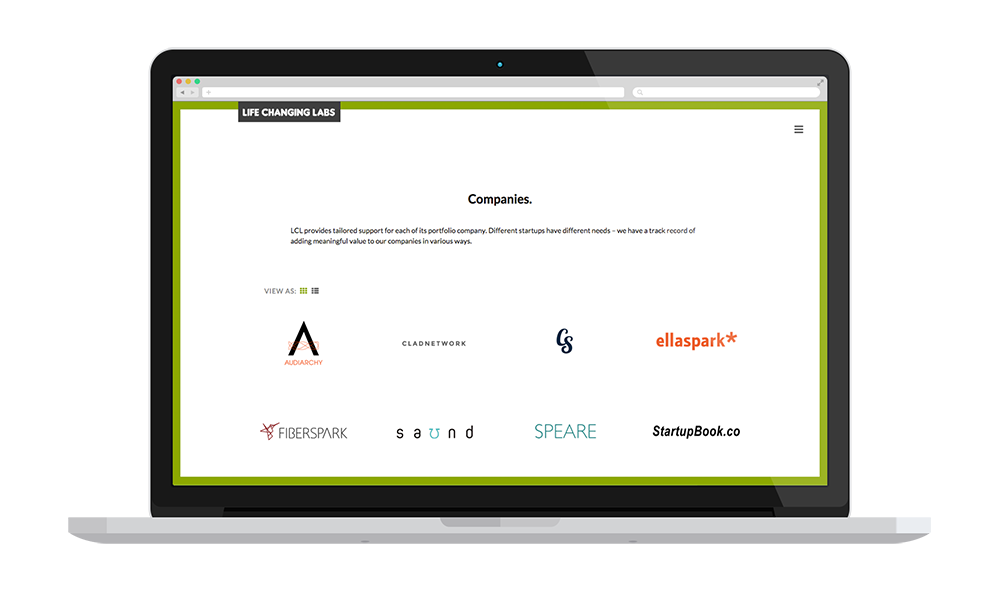 LIFE CHANGING LABS
Companies.
LCL provides tailored support for each of its portfolio company. Different startups have different needs – we have a track record of
adding meaningful value to our companies in various ways.
VIEW AS:
AUDIARCHY
CLADNETWORK
CS
ellaspark*
FIBERSPARK
saund
SPEARE
StartupBook.co